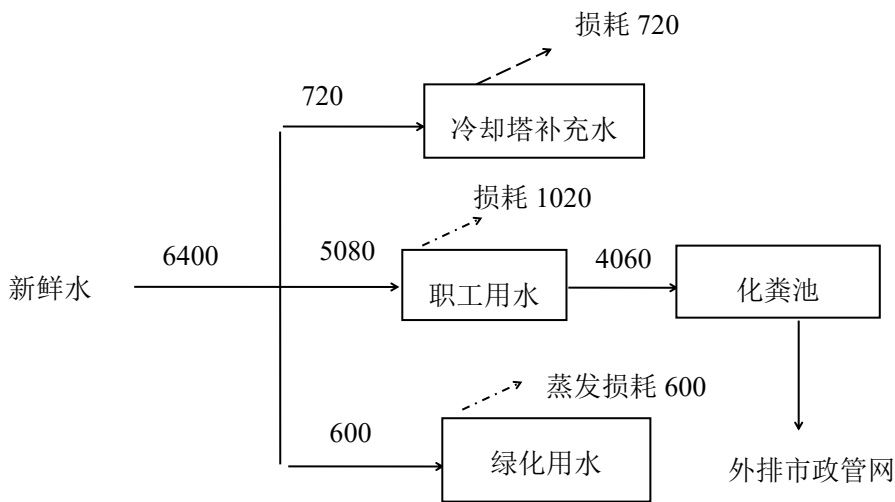 损耗 720
720
冷却塔补充水
损耗 1020
6400
5080
4060
新鲜水
职工用水
化粪池
蒸发损耗 600
600
绿化用水
外排市政管网